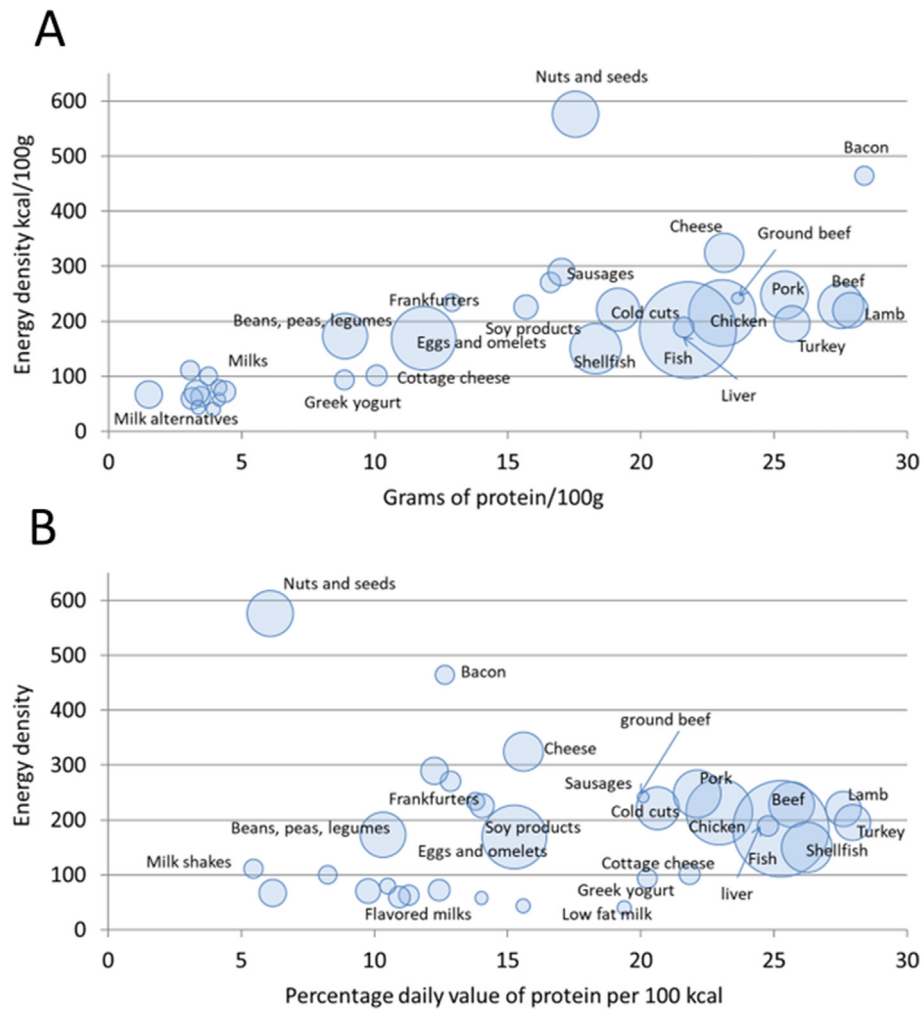 A
Energy density kcal/100g
600
500
400
300
200
100
0
Nuts and seeds
Bacon
Cheese
Ground beef
Sausages
Pork
Beef
Frankfurters
Cold cuts
Lamb
Beans, peas, legumes
Soy products
Chicken
Eggs and omelets
Turkey
Shellfish
Fish
Milks
Cottage cheese
Liver
Greek yogurt
Milk alternatives
0 5 10 15 20 25 30
Grams of protein/100g
B
Energy density
600
500
400
300
200
100
0
Nuts and seeds
Bacon
ground beef
Cheese
Sausages
Pork
Frankfurters
Cold cuts
Beef
Lamb
Beans, peas, legumes
Soy products
Chicken
Turkey
Eggs and omelets
Shellfish
Fish
Milk shakes
Cottage cheese
Greek yogurt
liver
Flavored milks
Low fat milk
0 5 10 15 20 25 30
Percentage daily value of protein per 100 kcal